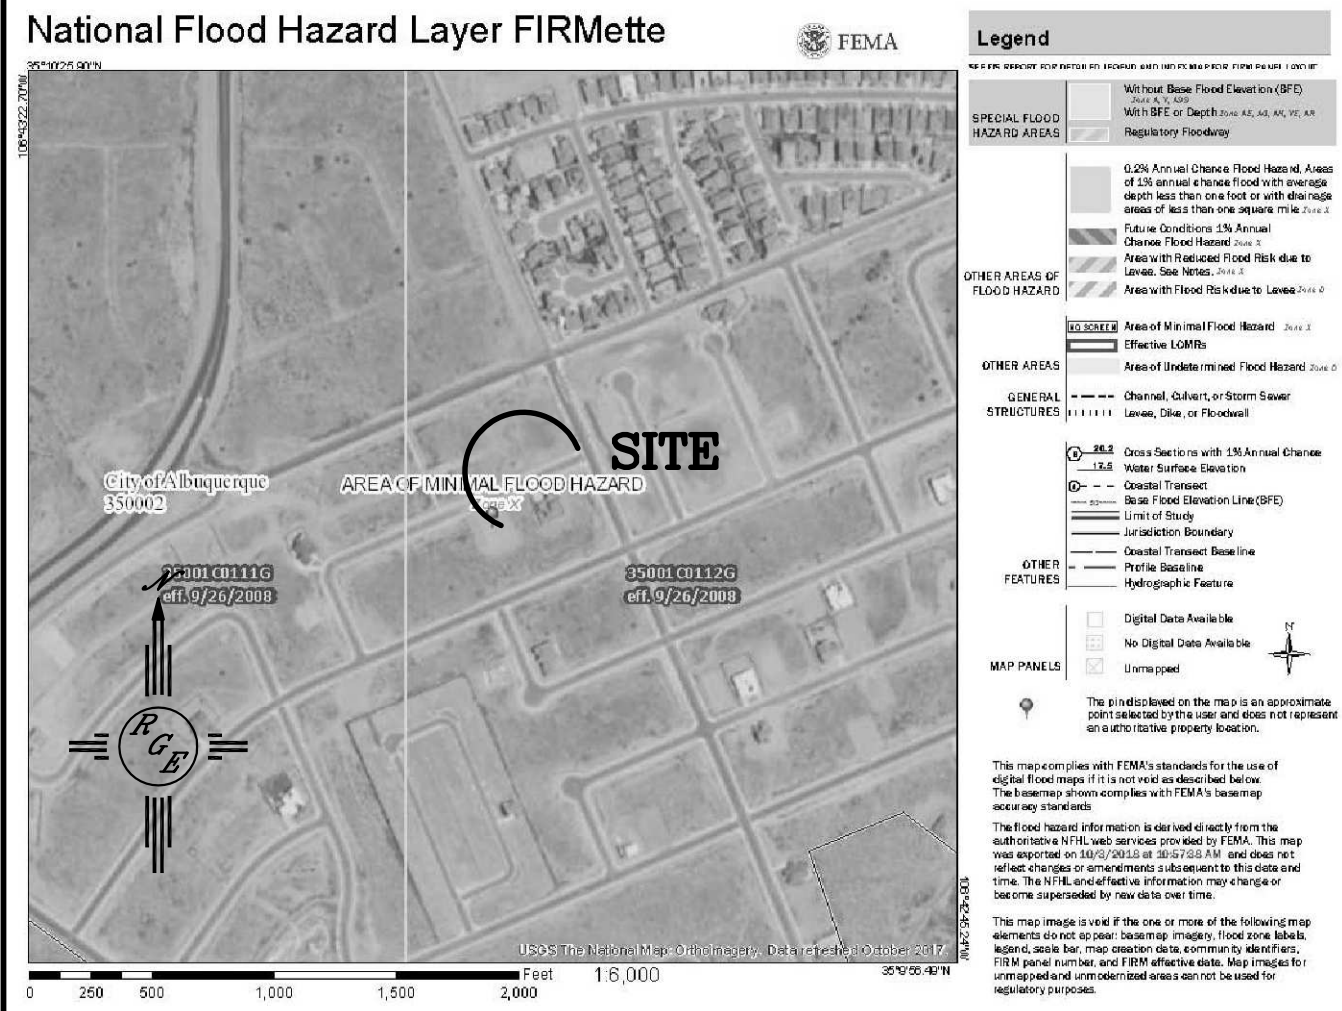 National Flood Hazard Layer FIRMette
FEMA
Legend
35°10'25.90"N
SEE FIS REPORT FOR DETAILED LEGEND AND INDEX MAP FOR FIRM PANEL LAYOUT
106°43'22.70"W
SPECIAL FLOOD
HAZARD AREAS
Without Base Flood Elevation (BFE)
Zone A, V, A99
With BFE or Depth Zone AE, AO, AH, VE, AR
Regulatory Floodway
0.2% Annual Chance Flood Hazard, Areas
of 1% annual chance flood with average
depth less than one foot or with drainage
areas of less than one square mile Zone X
Future Conditions 1% Annual
Chance Flood Hazard Zone X
Area with Reduced Flood Risk due to
Levee. See Notes. Zone X
Area with Flood Risk due to Levee Zone D
OTHER AREAS OF
FLOOD HAZARD
NO SCREEN Area of Minimal Flood Hazard Zone X
Effective LOMRs
OTHER AREAS
Area of Undetermined Flood Hazard Zone D
GENERAL
STRUCTURES
Channel, Culvert, or Storm Sewer
Levee, Dike, or Floodwall
B 20.2 Cross Sections with 1% Annual Chance
17.5 Water Surface Elevation
8 Coastal Transect
Base Flood Elevation Line (BFE)
Limit of Study
Jurisdiction Boundary
Coastal Transect Baseline
OTHER
FEATURES
Profile Baseline
Hydrographic Feature
Digital Data Available
No Digital Data Available
N
MAP PANELS
Unmapped
The pin displayed on the map is an approximate
point selected by the user and does not represent
an authoritative property location.
This map complies with FEMA's standards for the use of
digital flood maps if it is not void as described below.
The basemap shown complies with FEMA's basemap
accuracy standards
The flood hazard information is derived directly from the
authoritative NFHL web services provided by FEMA. This map
was exported on 10/3/2018 at 10:57:38 AM and does not
reflect changes or amendments subsequent to this date and
time. The NFHL and effective information may change or
become superseded by new data over time.
This map image is void if the one or more of the following map
elements do not appear: basemap imagery, flood zone labels,
legend, scale bar, map creation date, community identifiers,
FIRM panel number, and FIRM effective date. Map images for
unmapped and unmodernized areas cannot be used for
regulatory purposes.
SITE
City of Albuquerque
350002
AREA OF MINIMAL FLOOD HAZARD
Zone X
35001C0111G
eff. 9/26/2008
35001C0112G
eff. 9/26/2008
N
RGE
USGS The National Map: Orthoimagery. Data refreshed October 2017.
106°42'45.24"W
35°9'56.49"N
Feet
1:6,000
0 250 500 1,000 1,500 2,000